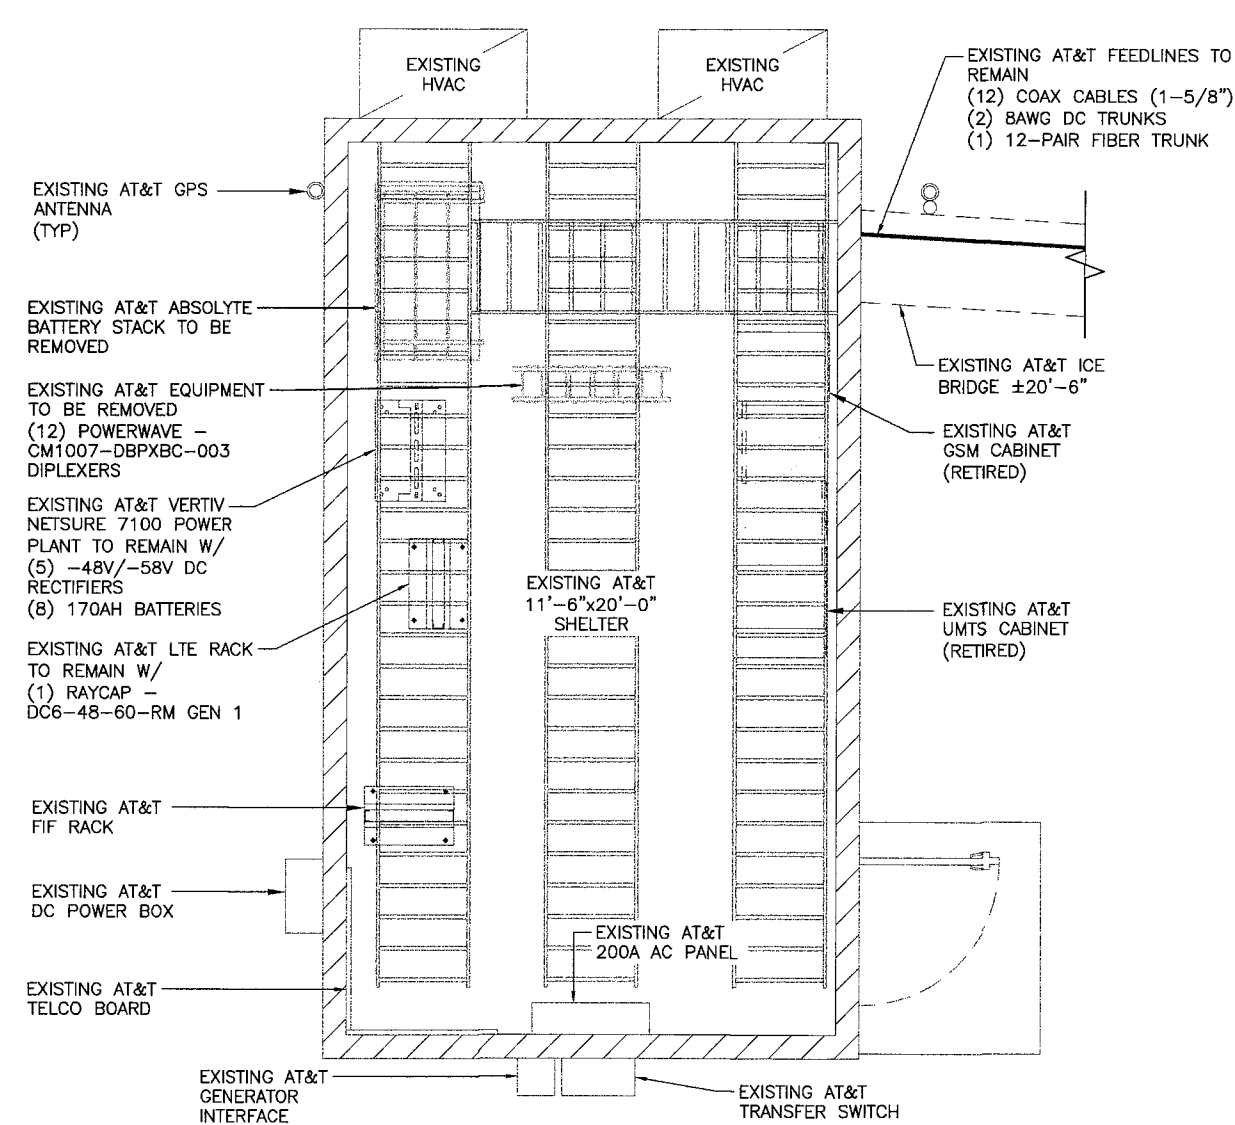 EXISTING
HVAC
EXISTING
HVAC
EXISTING AT&T FEEDLINES TO
REMAIN
(12) COAX CABLES (1-5/8")
(2) 8AWG DC TRUNKS
(1) 12-PAIR FIBER TRUNK
EXISTING AT&T GPS
ANTENNA
(TYP)
EXISTING AT&T ABSOLYTE
BATTERY STACK TO BE
REMOVED
EXISTING AT&T EQUIPMENT
TO BE REMOVED
(12) POWERWAVE -
CM1007-DBPXBC-003
DIPLEXERS
EXISTING AT&T VERTIV
NETSURE 7100 POWER
PLANT TO REMAIN W/
(5) -48V/-58V DC
RECTIFIERS
(8) 170AH BATTERIES
EXISTING AT&T LTE RACK
TO REMAIN W/
(1) RAYCAP -
DC6-48-60-RM GEN 1
EXISTING AT&T
FIF RACK
EXISTING AT&T
DC POWER BOX
EXISTING AT&T
TELCO BOARD
EXISTING AT&T
GENERATOR
INTERFACE
EXISTING AT&T
11'-6"x20'-0"
SHELTER
EXISTING AT&T
200A AC PANEL
EXISTING AT&T ICE
BRIDGE ±20'-6"
EXISTING AT&T
GSM CABINET
(RETIRED)
EXISTING AT&T
UMTS CABINET
(RETIRED)
EXISTING AT&T
TRANSFER SWITCH